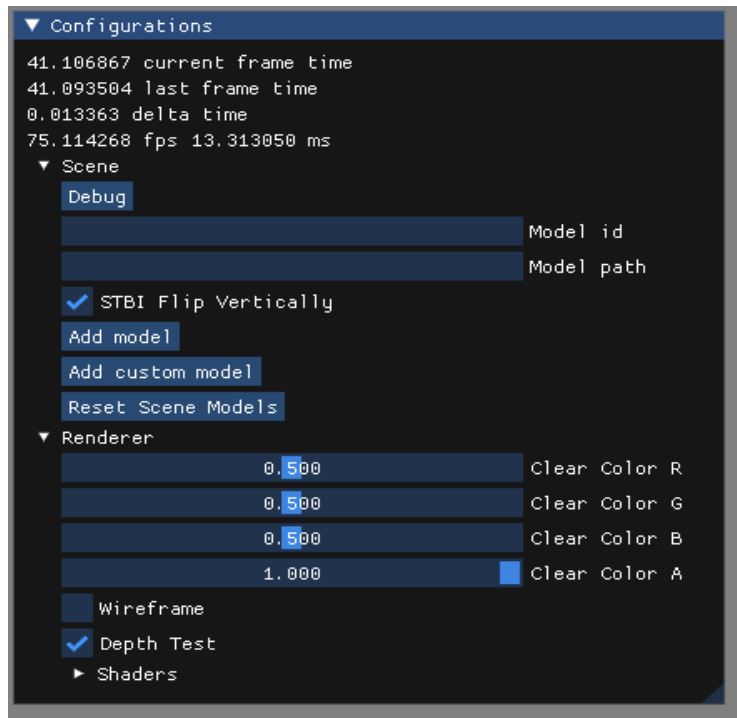 Configurations
41.106867 current frame time
41.093504 last frame time
0.013363 delta time
75.114268 fps 13.313050 ms
Scene
Debug
Model id
Model path
STBI Flip Vertically
Add model
Add custom model
Reset Scene Models
Renderer
0.500 Clear Color R
0.500 Clear Color G
0.500 Clear Color B
1.000 Clear Color A
Wireframe
Depth Test
Shaders